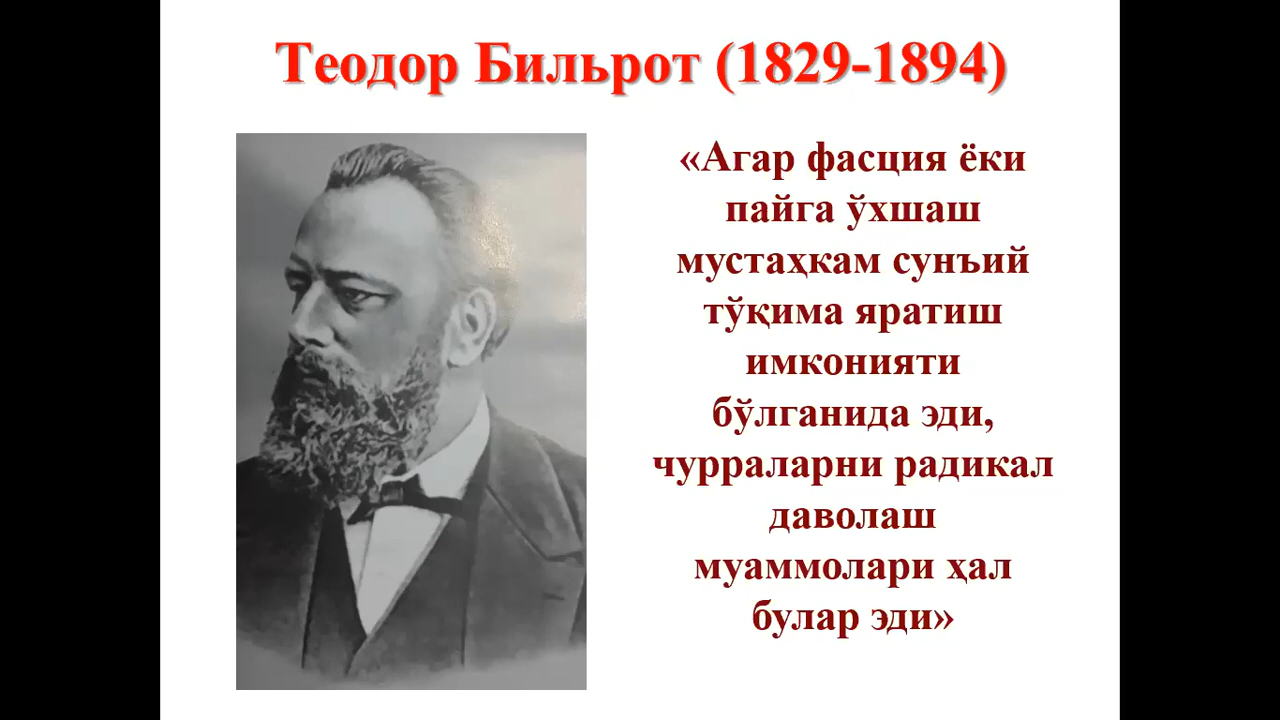 Теодор Бильрот (1829-1894)
«Агар фасция ёки
пайга ўхшаш
мустаҳкам сунъий
тўқима яратиш
имконияти
бўлганида эди,
чурраларни радикал
даволаш
муаммолари ҳал
булар эди»